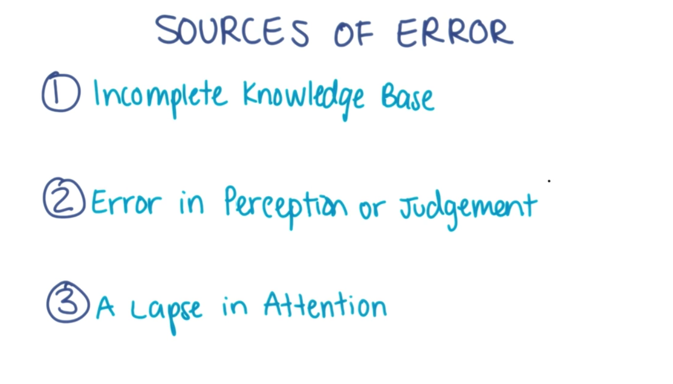 SOURCES OF ERROR
1 Incomplete Knowledge Base
2 Error in Perception or Judgement
3 A Lapse in Attention